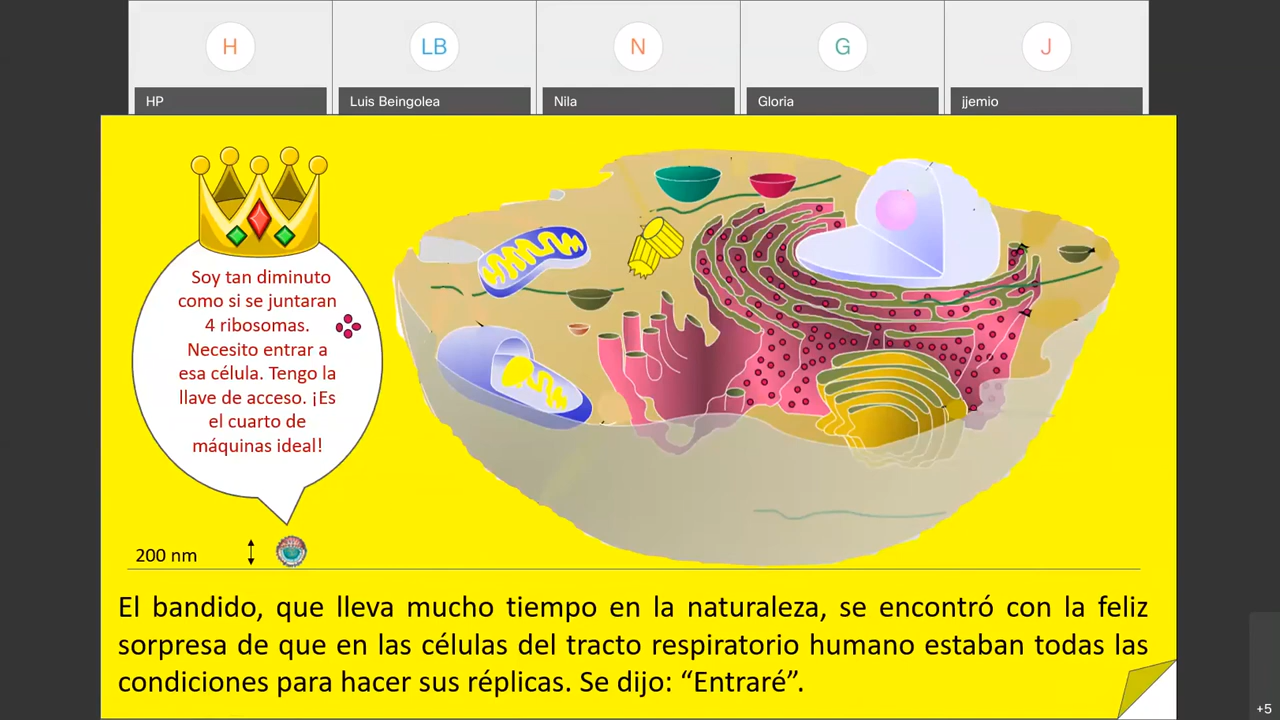 H
LB
N
G
J
HP
Luis Beingolea
Nila
Gloria
jjemio
Soy tan diminuto
como si se juntaran
4 ribosomas.
Necesito entrar a
esa célula. Tengo la
llave de acceso. ¡Es
el cuarto de
máquinas ideal!
200 nm
El bandido, que lleva mucho tiempo en la naturaleza, se encontró con la feliz
sorpresa de que en las células del tracto respiratorio humano estaban todas las
condiciones para hacer sus réplicas. Se dijo: “Entraré”.
+5